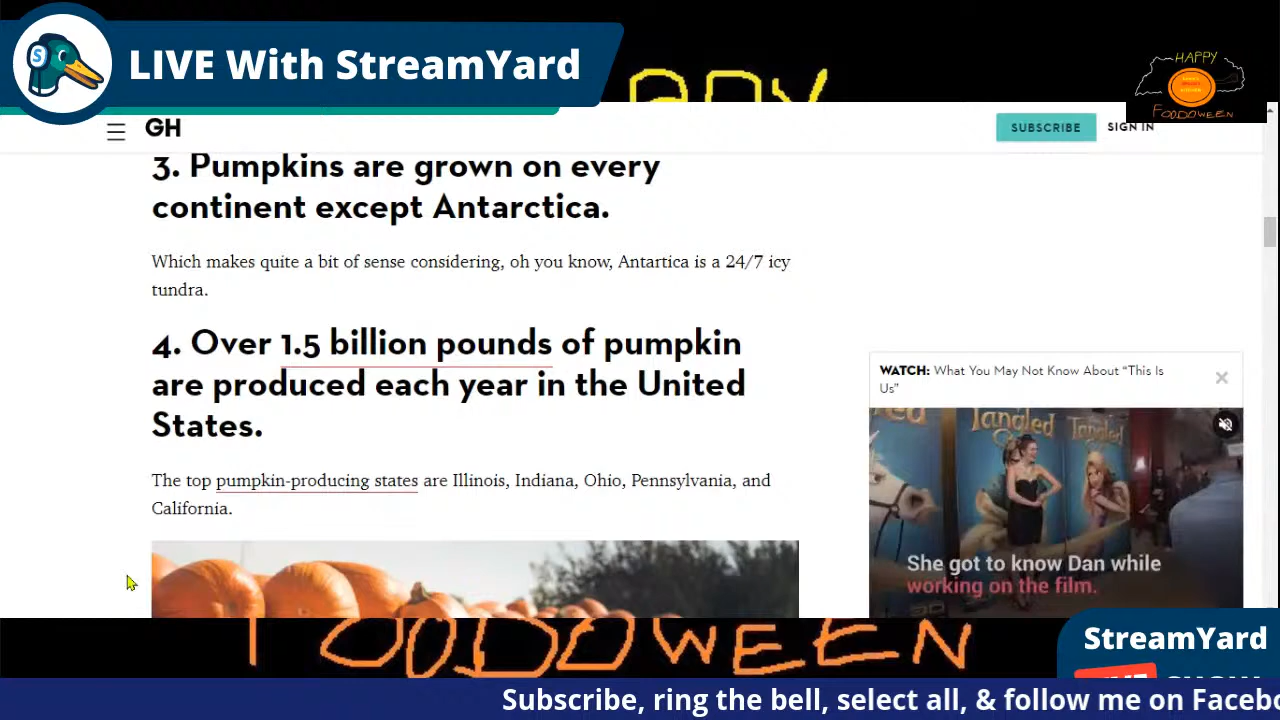 S
LIVE With StreamYard
HAPPY
HAPPY
FOODOWEEN
GH
SUBSCRIBE
SIGN IN
3. Pumpkins are grown on every
continent except Antarctica.
Which makes quite a bit of sense considering, oh you know, Antartica is a 24/7 icy
tundra.
4. Over 1.5 billion pounds of pumpkin
are produced each year in the United
States.
The top pumpkin-producing states are Illinois, Indiana, Ohio, Pennsylvania, and
California.
WATCH: What You May Not Know About “This Is
Us”
Tangled
Tangled
She got to know Dan while
working on the film.
FOODOWEEN
StreamYard
LIVE SHOW
Subscribe, ring the bell, select all, & follow me on Facebo